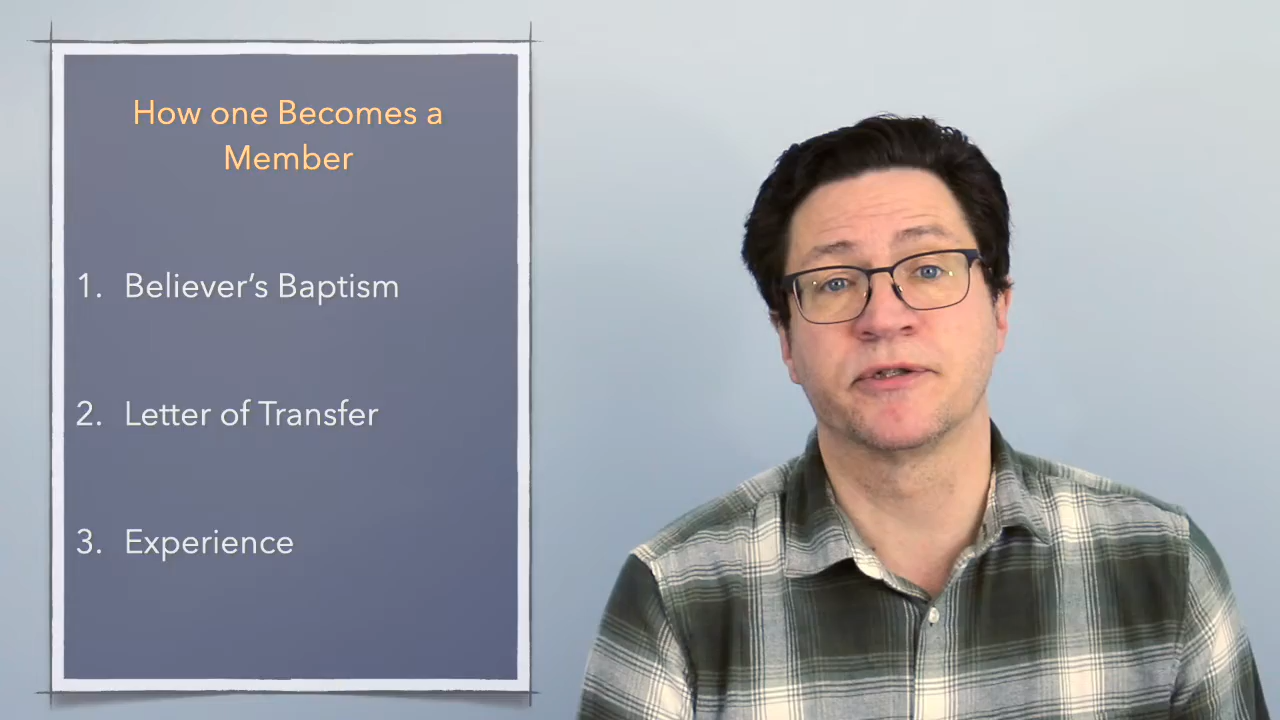 How one Becomes a
Member
1. Believer’s Baptism
2. Letter of Transfer
3. Experience